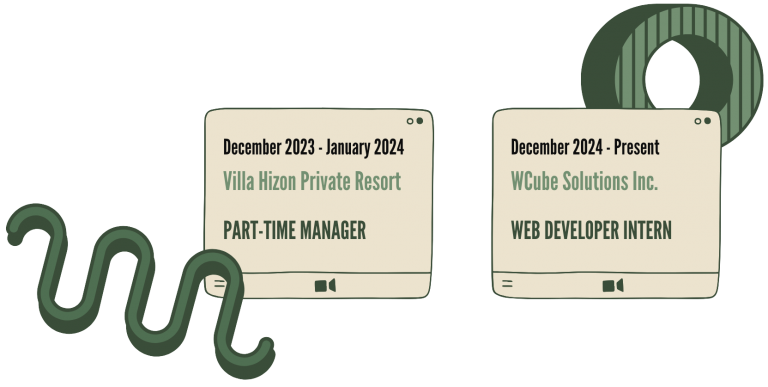 December 2023 - January 2024
Villa Hizon Private Resort
PART-TIME MANAGER
December 2024 - Present
WCube Solutions Inc.
WEB DEVELOPER INTERN